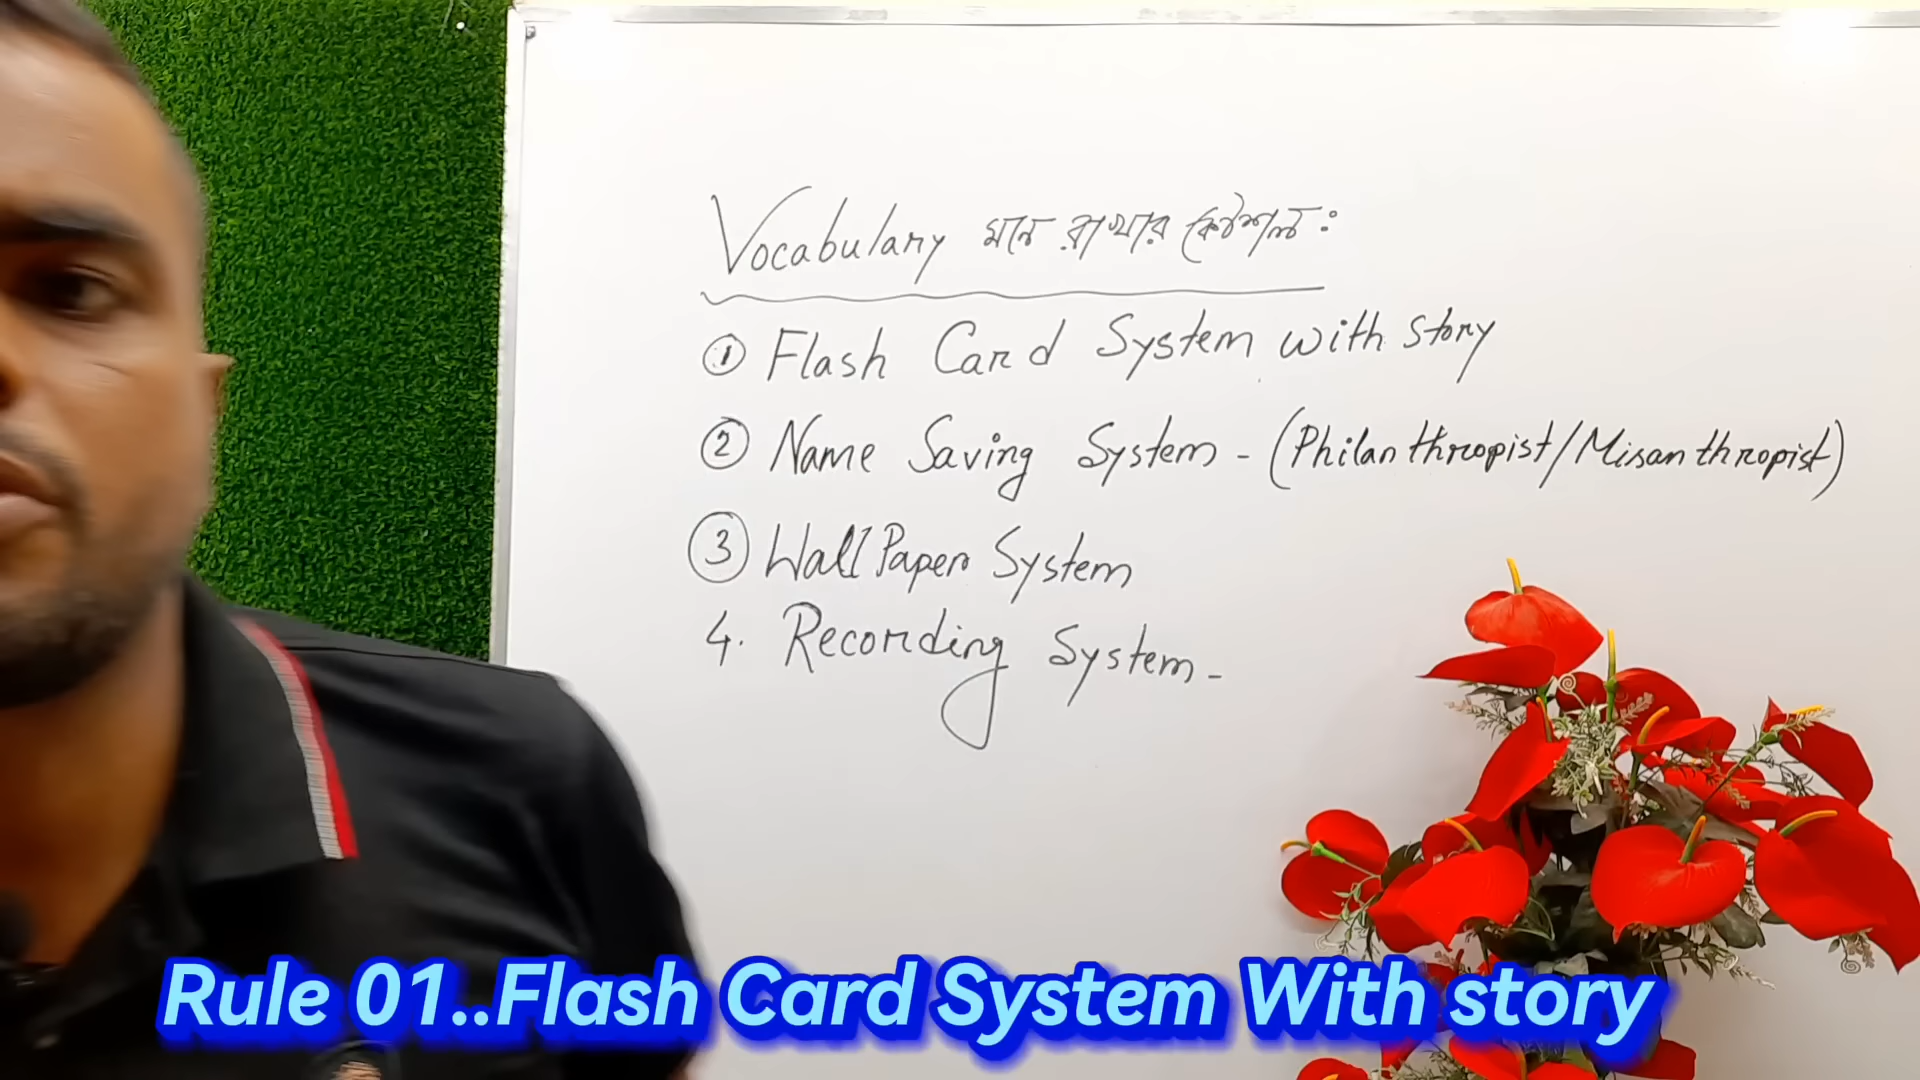 Vocabulary মনে রাখার কৌশল:
① Flash Card System with story
② Name Saving System - (Philanthropist/Misanthropist)
③ Wall Paper System
4. Recording System -
Rule 01..Flash Card System With story